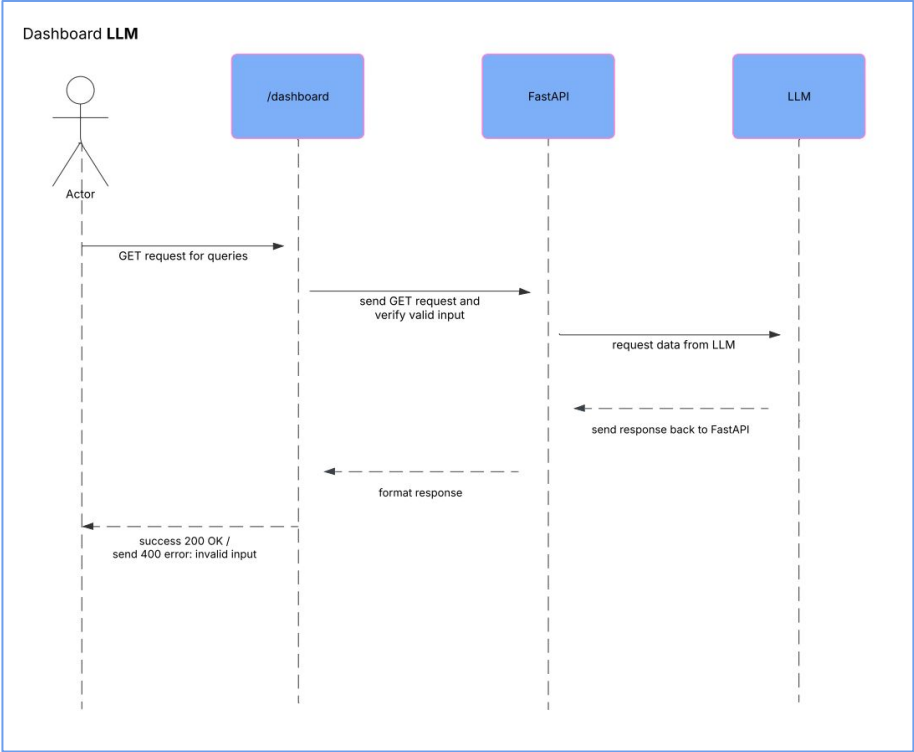 Dashboard LLM
/dashboard
FastAPI
LLM
Actor
GET request for queries
send GET request and
verify valid input
request data from LLM
send response back to FastAPI
format response
success 200 OK /
send 400 error: invalid input